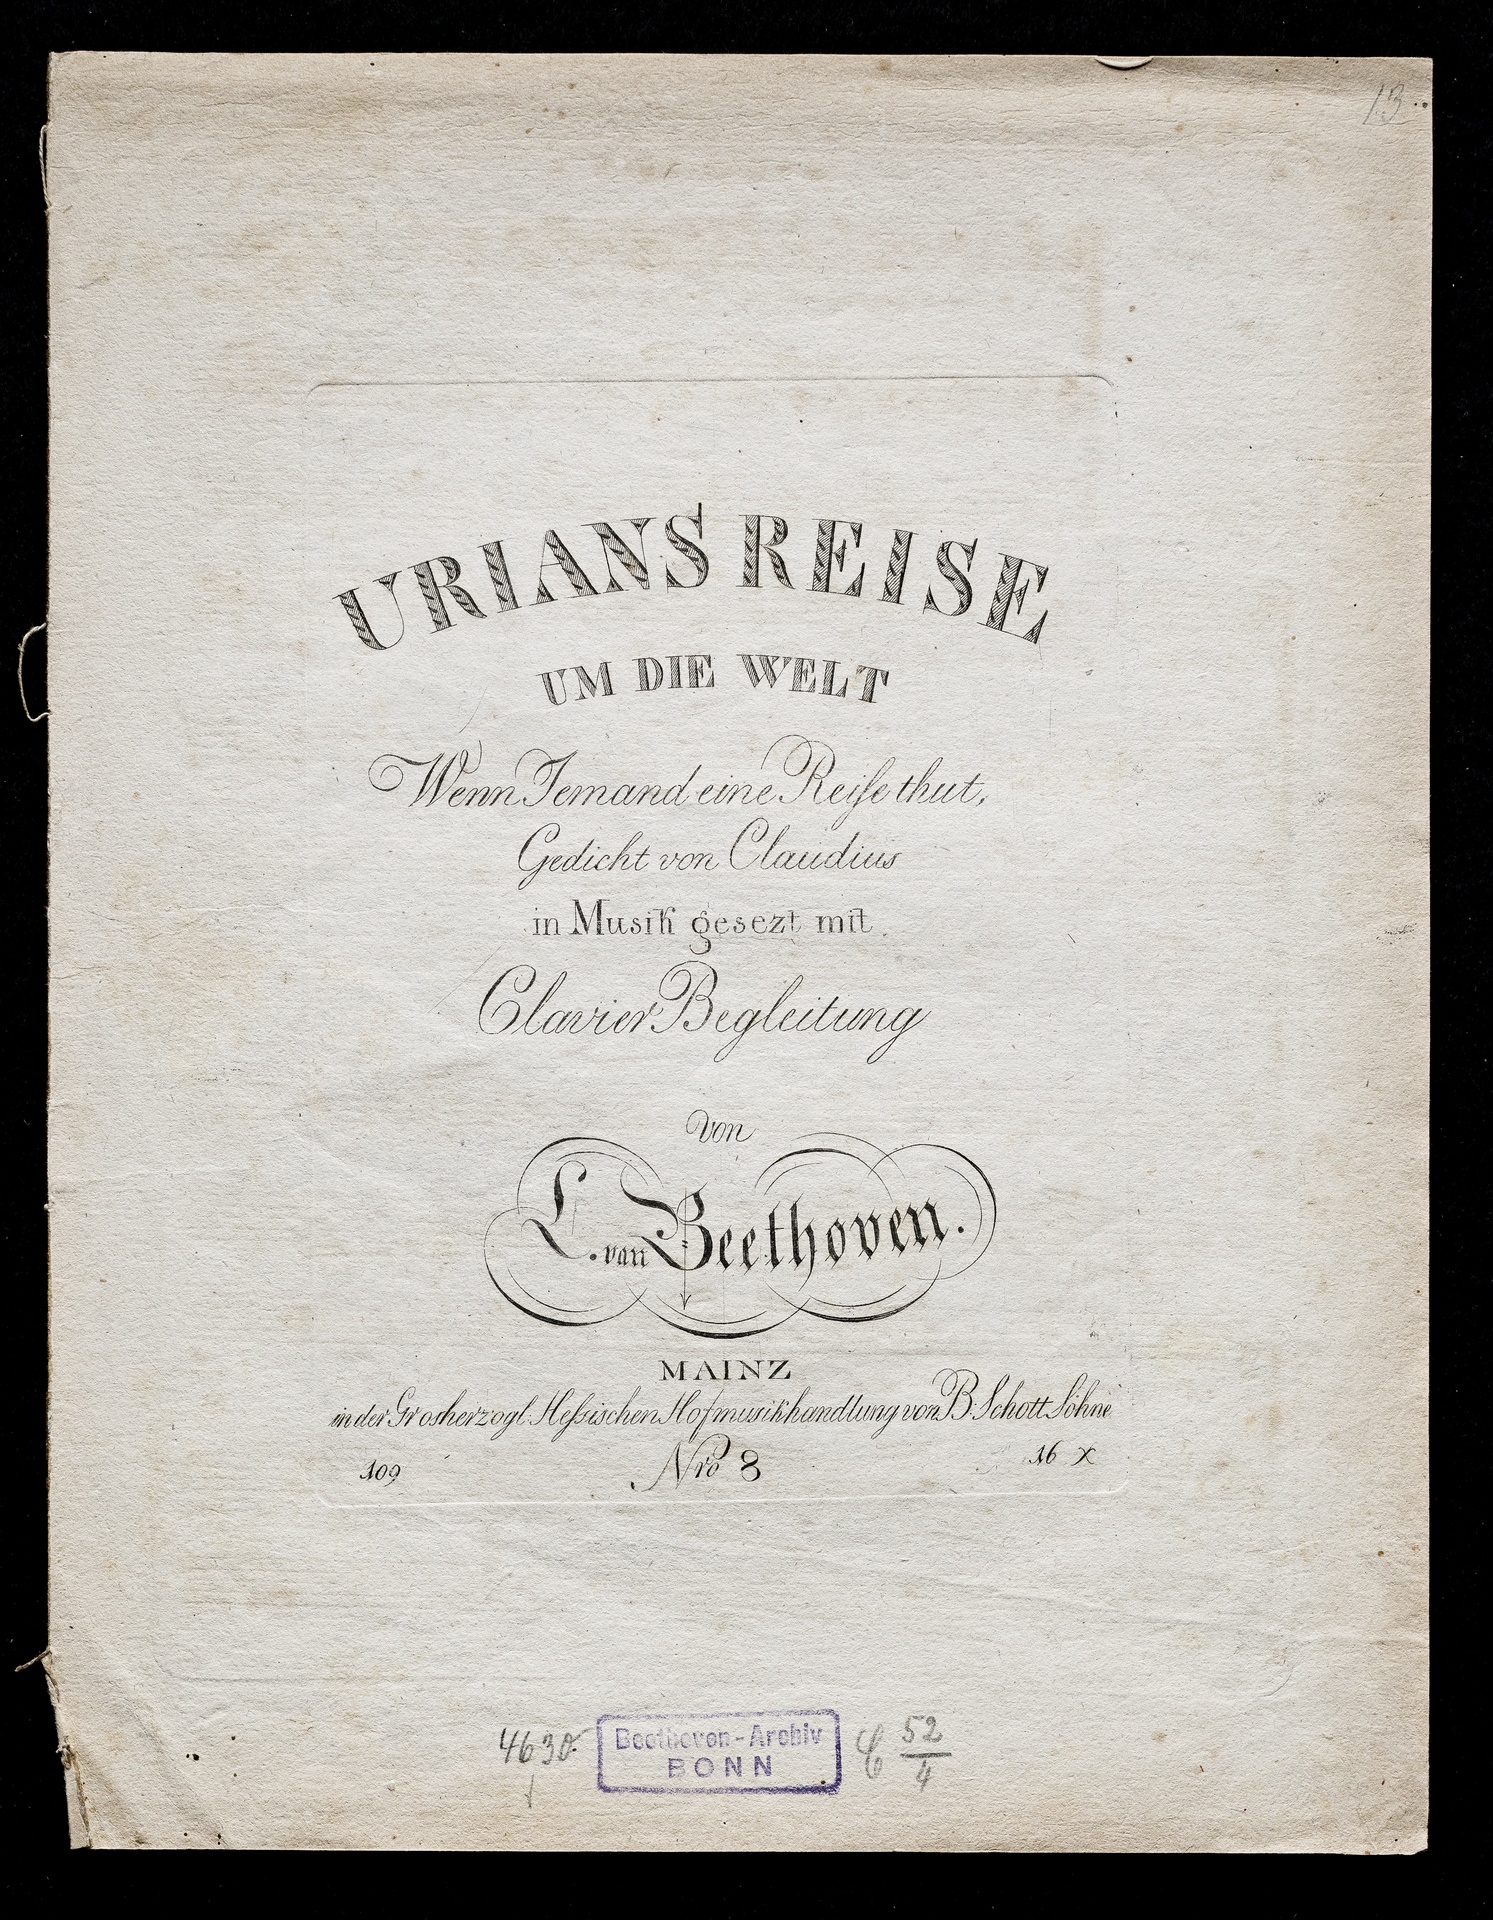 13
URIANS REISE
UM DIE WELT
Wenn Jemand eine Reise thut,
Gedicht von Claudius
in Musik gesezt mit
Clavier Begleitung
von
L. van Beethoven.
MAINZ
in der Grosherzogl. Hessischen Hofmusikhandlung von B. Schott Söhne
109 Nro 8 16 x
4630 Beethoven-Archiv C 52/4
BONN